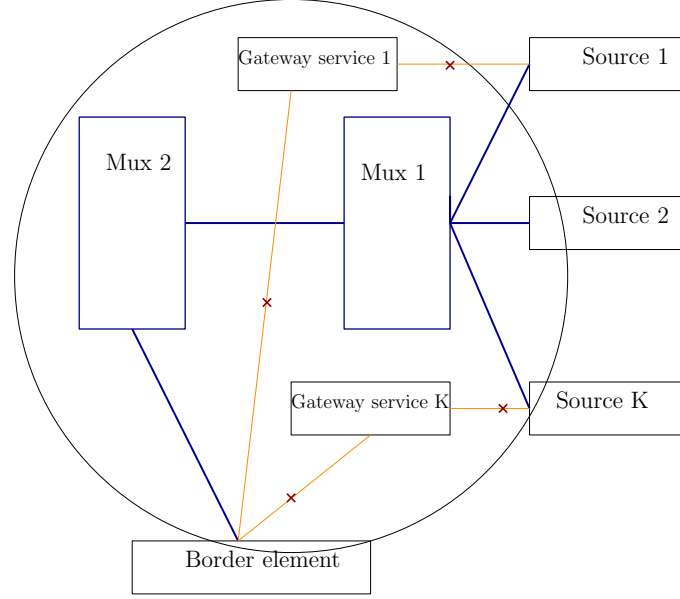 Gateway service 1
Source 1
Mux 2
Mux 1
Source 2
Gateway service K
Source K
Border element